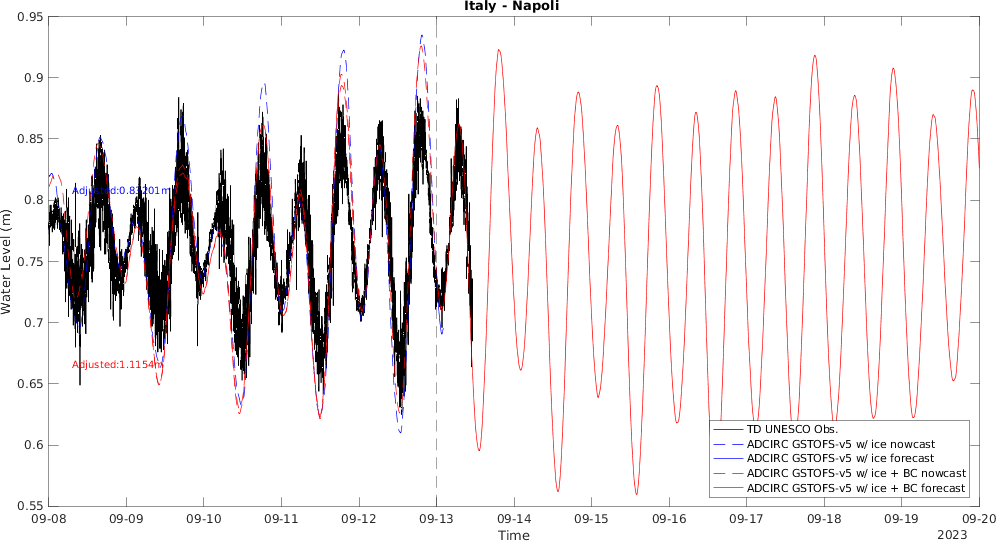 Italy - Napoli
Water Level (m)
0.95
0.9
0.85
0.8
0.75
0.7
0.65
0.6
0.55
Adjusted:0.83201m
Adjusted:1.1154m
TD UNESCO Obs.
ADCIRC GSTOFS-v5 w/ ice nowcast
ADCIRC GSTOFS-v5 w/ ice forecast
ADCIRC GSTOFS-v5 w/ ice + BC nowcast
ADCIRC GSTOFS-v5 w/ ice + BC forecast
09-08 09-09 09-10 09-11 09-12 09-13 09-14 09-15 09-16 09-17 09-18 09-19 09-20
Time
2023